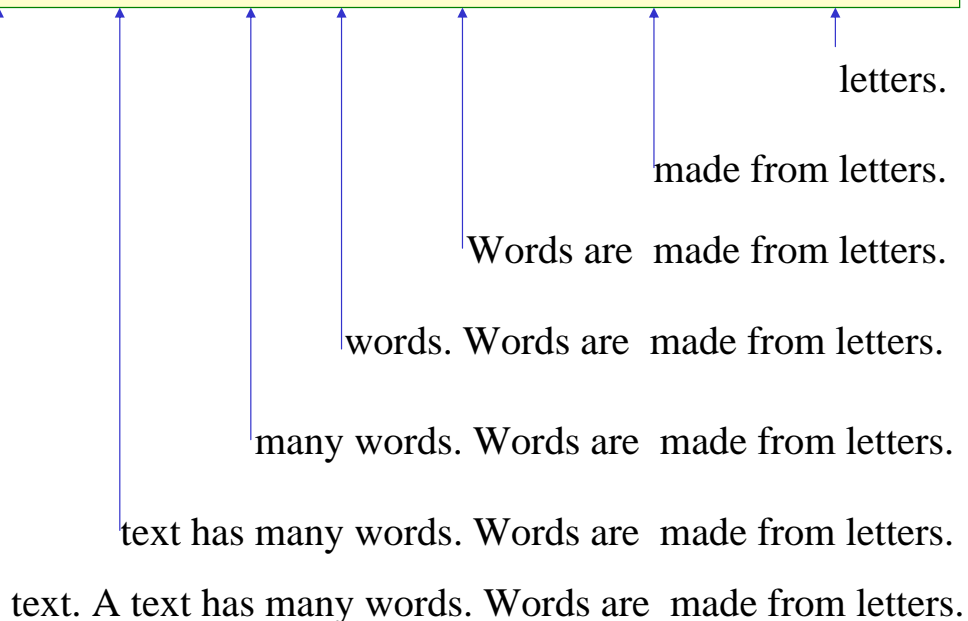 letters.
made from letters.
Words are  made from letters.
words. Words are  made from letters.
many words. Words are  made from letters.
text has many words. Words are  made from letters.
text. A text has many words. Words are  made from letters.